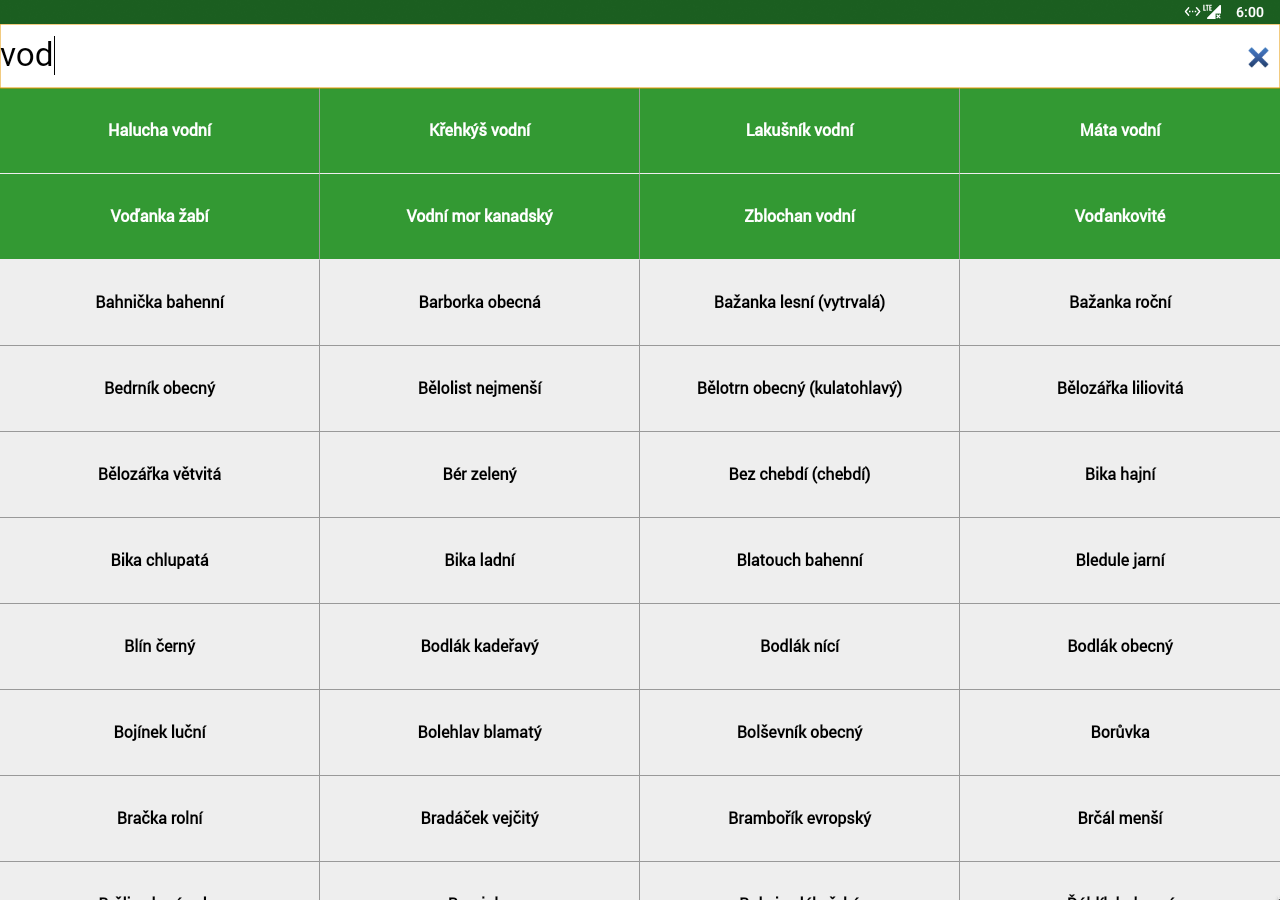 LTE 6:00
vod
Halucha vodní Křehkýš vodní Lakušník vodní Máta vodní
Voďanka žabí Vodní mor kanadský Zblochan vodní Voďankovité
Bahnička bahenní Barborka obecná Bažanka lesní (vytrvalá) Bažanka roční
Bedrník obecný Bělolist nejmenší Bělotrn obecný (kulatohlavý) Bělozářka liliovitá
Bělozářka větvitá Bér zelený Bez chebdí (chebdí) Bika hajní
Bika chlupatá Bika ladní Blatouch bahenní Bledule jarní
Blín černý Bodlák kadeřavý Bodlák nící Bodlák obecný
Bojínek luční Bolehlav blamatý Bolševník obecný Borůvka
Bračka rolní Bradáček vejčitý Brambořík evropský Brčál menší